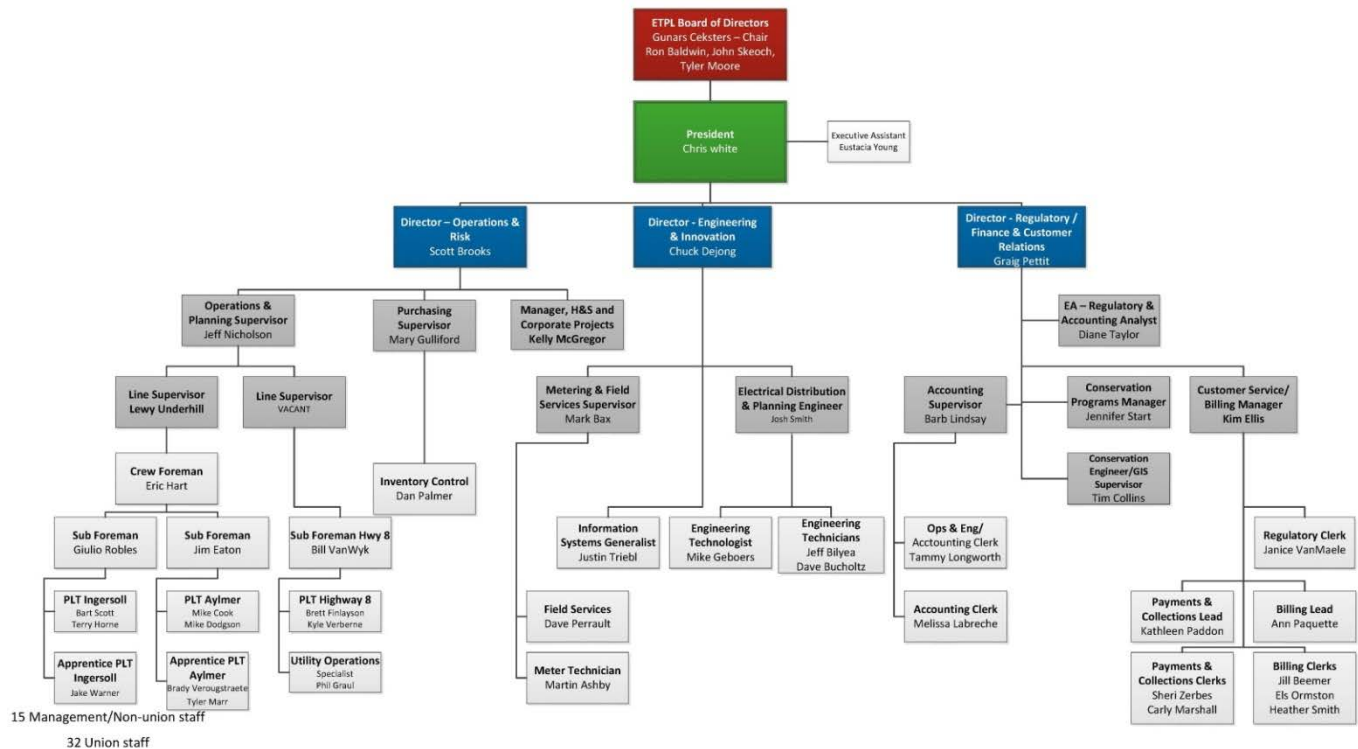 ETPL Board of Directors
Gunars Ceksters – Chair
Ron Baldwin, John Skeoch,
Tyler Moore
President
Chris white
Executive Assistant
Eustacia Young
Director – Operations &
Risk
Scott Brooks
Director - Engineering
& Innovation
Chuck Dejong
Director - Regulatory /
Finance & Customer
Relations
Graig Pettit
Operations &
Planning Supervisor
Jeff Nicholson
Purchasing
Supervisor
Mary Gulliford
Manager, H&S and
Corporate Projects
Kelly McGregor
EA – Regulatory &
Accounting Analyst
Diane Taylor
Line Supervisor
Lewy Underhill
Line Supervisor
VACANT
Metering & Field
Services Supervisor
Mark Bax
Electrical Distribution
& Planning Engineer
Josh Smith
Accounting
Supervisor
Barb Lindsay
Conservation
Programs Manager
Jennifer Start
Customer Service/
Billing Manager
Kim Ellis
Crew Foreman
Eric Hart
Inventory Control
Dan Palmer
Conservation
Engineer/GIS
Supervisor
Tim Collins
Sub Foreman
Giulio Robles
Sub Foreman
Jim Eaton
Sub Foreman Hwy 8
Bill VanWyk
Information
Systems Generalist
Justin Triebl
Engineering
Technologist
Mike Geboers
Engineering
Technicians
Jeff Bilyea
Dave Bucholtz
Ops & Eng/
Acctounting Clerk
Tammy Longworth
Regulatory Clerk
Janice VanMaele
PLT Ingersoll
Bart Scott
Terry Horne
PLT Aylmer
Mike Cook
Mike Dodgson
PLT Highway 8
Brett Finlayson
Kyle Verberne
Field Services
Dave Perrault
Accounting Clerk
Melissa Labreche
Payments &
Collections Lead
Kathleen Paddon
Billing Lead
Ann Paquette
Apprentice PLT
Ingersoll
Jake Warner
Apprentice PLT
Aylmer
Brady Verougstraete
Tyler Marr
Utility Operations
Specialist
Phil Graul
Meter Technician
Martin Ashby
Payments &
Collections Clerks
Sheri Zerbes
Carly Marshall
Billing Clerks
Jill Beemer
Els Ormston
Heather Smith
15 Management/Non-union staff
32 Union staff